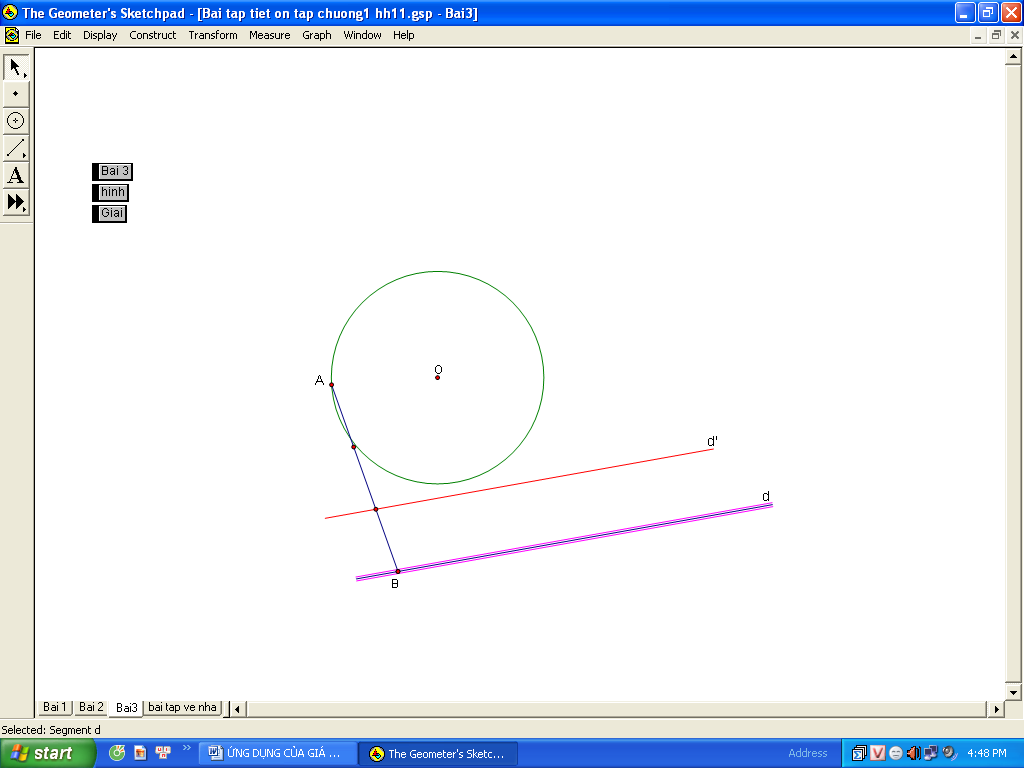 The Geometer's Sketchpad - [Bai tap tiet on tap chuong1 hh11.gsp - Bai3]
File Edit Display Construct Transform Measure Graph Window Help
A
Bai 3
hinh
Giai
O
A
d'
d
B
Bai 1 Bai 2 Bai3 bai tap ve nha
Selected: Segment d
start ỨNG DỤNG CỦA GIÁ ... The Geometer's Sketc... Address V 4:48 PM